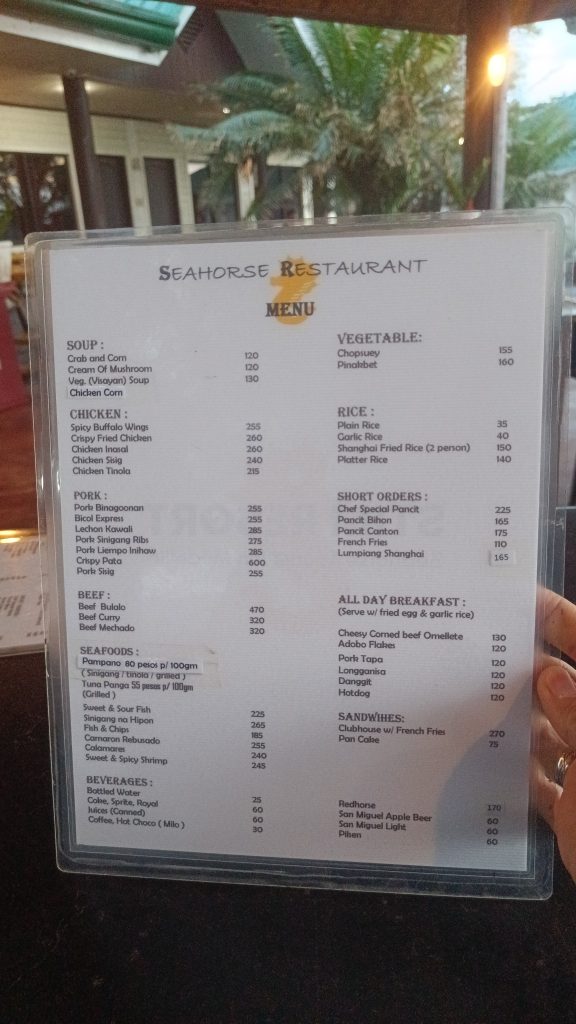 SEAHORSE RESTAURANT
MENU
SOUP :
Crab and Corn 120
Cream Of Mushroom 120
Veg. (Visayan) Soup 130
Chicken Corn
CHICKEN :
Spicy Buffalo Wings 255
Crispy Fried Chicken 260
Chicken Inasal 260
Chicken Sisig 240
Chicken Tinola 215
PORK :
Pork Binagoonan 255
Bicol Express 255
Lechon Kawali 285
Pork Sinigang Ribs 275
Pork Liempo Inihaw 285
Crispy Pata 600
Pork Sisig 255
BEEF :
Beef Bulalo 470
Beef Curry 320
Beef Mechado 320
SEAFOODS :
Pampano 80 pesos p/ 100gm
( Sinigang / tinola / grilled )
Tuna Panga 55 pesos p/ 100gm
(Grilled )
Sweet & Sour Fish 225
Sinigang na Hipon 265
Fish & Chips 185
Camaron Rebusado 255
Calamares 240
Sweet & Spicy Shrimp 245
BEVERAGES :
Bottled Water 25
Coke, Sprite, Royal 60
Juices (Canned) 60
Coffee, Hot Choco ( Milo ) 30
VEGETABLE:
Chopsuey 155
Pinakbet 160
RICE :
Plain Rice 35
Garlic Rice 40
Shanghai Fried Rice (2 person) 150
Platter Rice 140
SHORT ORDERS :
Chef Special Pancit 225
Pancit Bihon 165
Pancit Canton 175
French Fries 110
Lumpiang Shanghai 165
ALL DAY BREAKFAST :
(Serve w/ fried egg & garlic rice)
Cheesy Corned beef Omellete 130
Adobo Flakes 120
Pork Tapa 120
Longganisa 120
Danggit 120
Hotdog 120
SANDWIHES:
Clubhouse w/ French Fries 270
Pan Cake 75
Redhorse 170
San Miguel Apple Beer 60
San Miguel Light 60
Pilsen 60